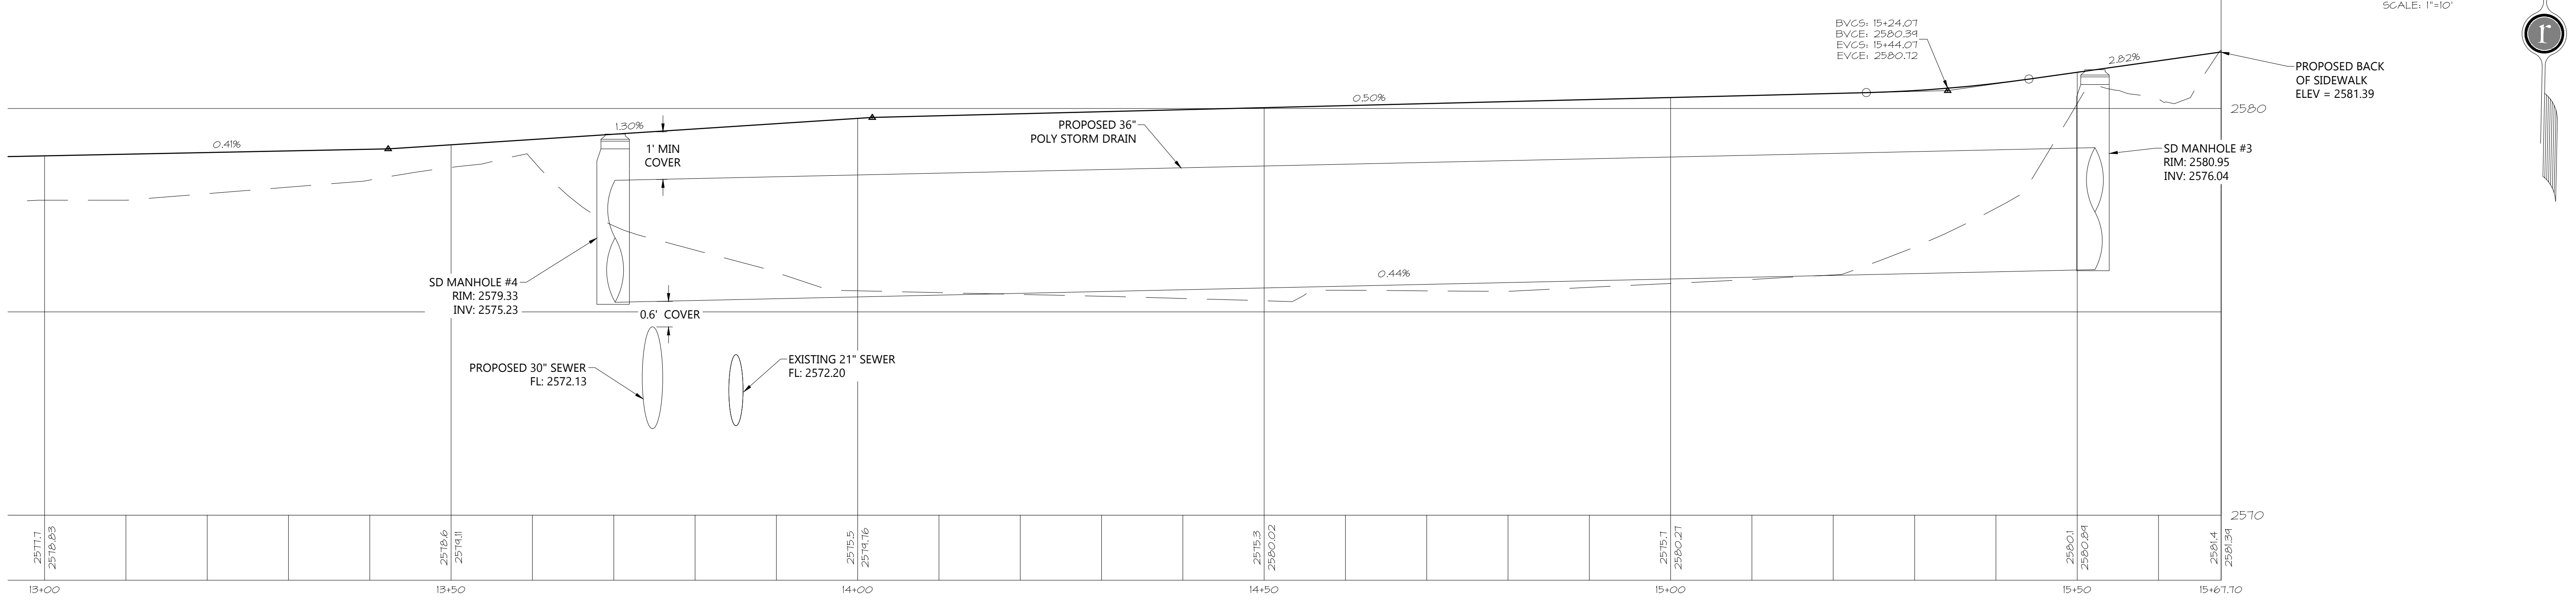 SCALE: 1"=10'
r
BVCS: 15+24.07
BVCE: 2580.39
EVCS: 15+44.07
EVCE: 2580.72
2.82%
PROPOSED BACK
OF SIDEWALK
ELEV = 2581.39
0.50%
2580
1.30%
PROPOSED 36"
POLY STORM DRAIN
0.41%
1' MIN
COVER
SD MANHOLE #3
RIM: 2580.95
INV: 2576.04
0.44%
SD MANHOLE #4
RIM: 2579.33
INV: 2575.23
0.6' COVER
PROPOSED 30" SEWER
FL: 2572.13
EXISTING 21" SEWER
FL: 2572.20
2570
2577.7
2578.83
2578.6
2579.11
2575.5
2579.76
2575.3
2580.02
2575.7
2580.27
2580.1
2580.89
2581.4
2581.39
13+00
13+50
14+00
14+50
15+00
15+50
15+67.70